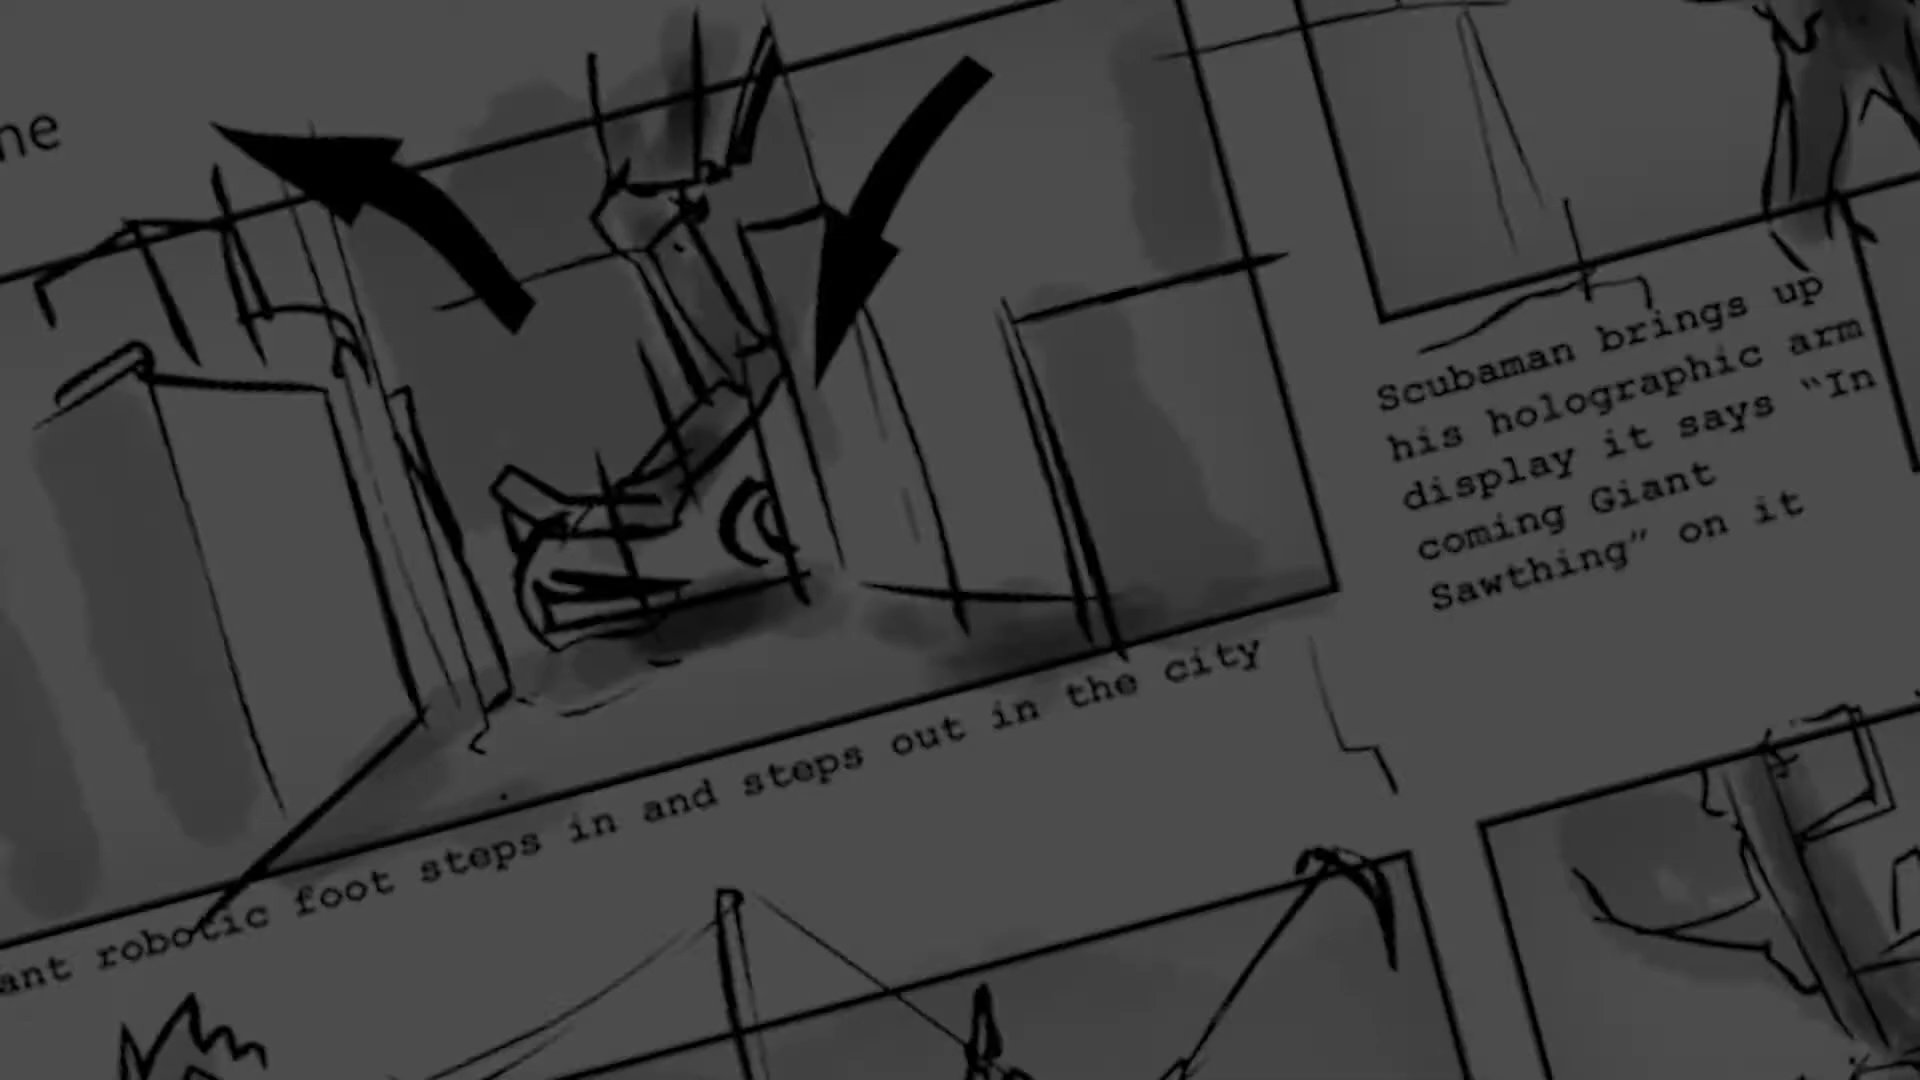 ne
Scubaman brings up
his holographic arm
display it says “In
coming Giant
Sawthing” on it
ant robotic foot steps in and steps out in the city